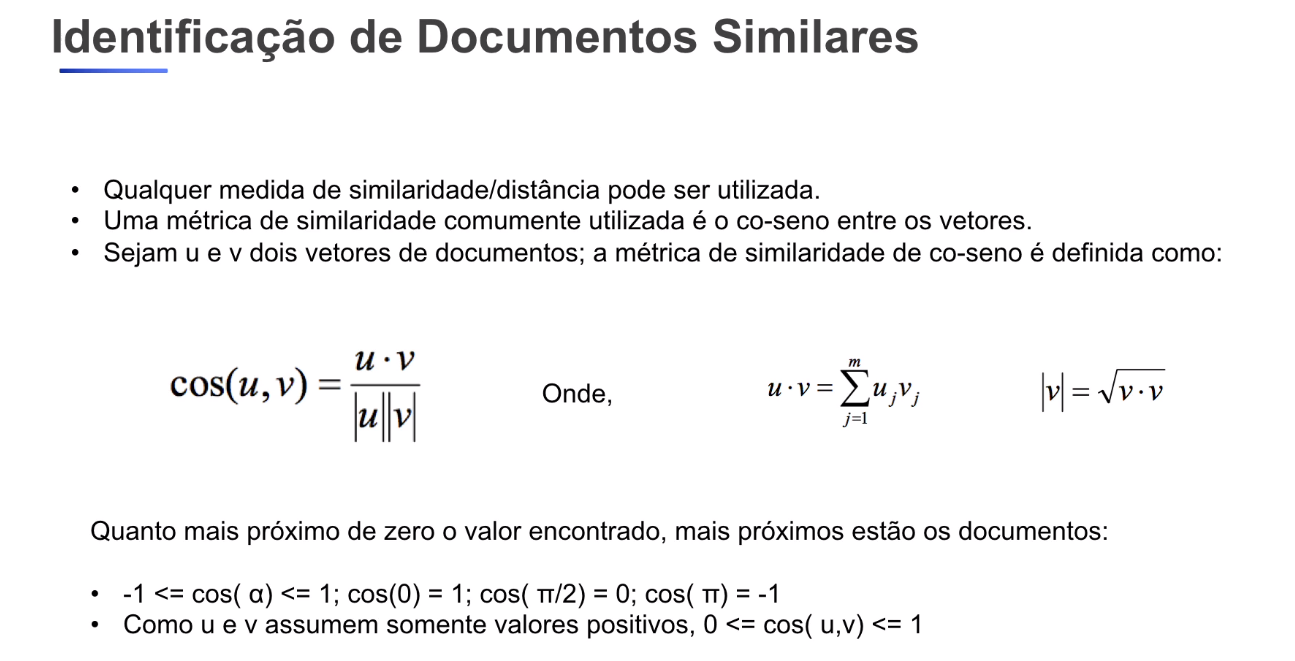 Identificação de Documentos Similares
• Qualquer medida de similaridade/distância pode ser utilizada.
• Uma métrica de similaridade comumente utilizada é o co-seno entre os vetores.
• Sejam u e v dois vetores de documentos; a métrica de similaridade de co-seno é definida como:
cos(u, v) = u · v / |u||v| Onde, u · v = ∑_{j=1}^{m} u_j v_j |v| = √(v · v)
Quanto mais próximo de zero o valor encontrado, mais próximos estão os documentos:
• -1 <= cos( α) <= 1; cos(0) = 1; cos( π/2) = 0; cos( π) = -1
• Como u e v assumem somente valores positivos, 0 <= cos( u,v) <= 1